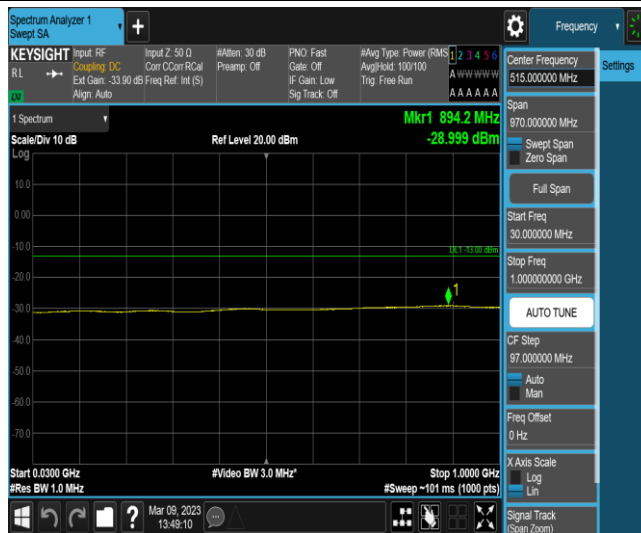 Spectrum Analyzer 1
Swept SA
+
Frequency
KEYSIGHT
RL
Input: RF
Coupling: DC
Ext Gain: -33.90 dB
Align: Auto
Input Z: 50 Ω
Corr CCorr RCal
Freq Ref: Int (S)
#Atten: 30 dB
Preamp: Off
PNO: Fast
Gate: Off
IF Gain: Low
Sig Track: Off
#Avg Type: Power (RMS
Avg|Hold: 100/100
Trig: Free Run
1 2 3 4 5 6
A W W W W W
A A A A A A
1 Spectrum
Scale/Div 10 dB
Log
Ref Level 20.00 dBm
Mkr1 894.2 MHz
-28.999 dBm
10.0
0.00
-10.0
-20.0
-30.0
-40.0
-50.0
-60.0
-70.0
DL1 -13.00 dBm
1
Start 0.0300 GHz
#Res BW 1.0 MHz
#Video BW 3.0 MHz*
Stop 1.0000 GHz
#Sweep ~101 ms (1000 pts)
Center Frequency
515.000000 MHz
Span
970.000000 MHz
Swept Span
Zero Span
Full Span
Start Freq
30.000000 MHz
Stop Freq
1.000000000 GHz
AUTO TUNE
CF Step
97.000000 MHz
Auto
Man
Freq Offset
0 Hz
X Axis Scale
Log
Lin
Signal Track
(Span Zoom)
Settings
?
Mar 09, 2023
13:49:10